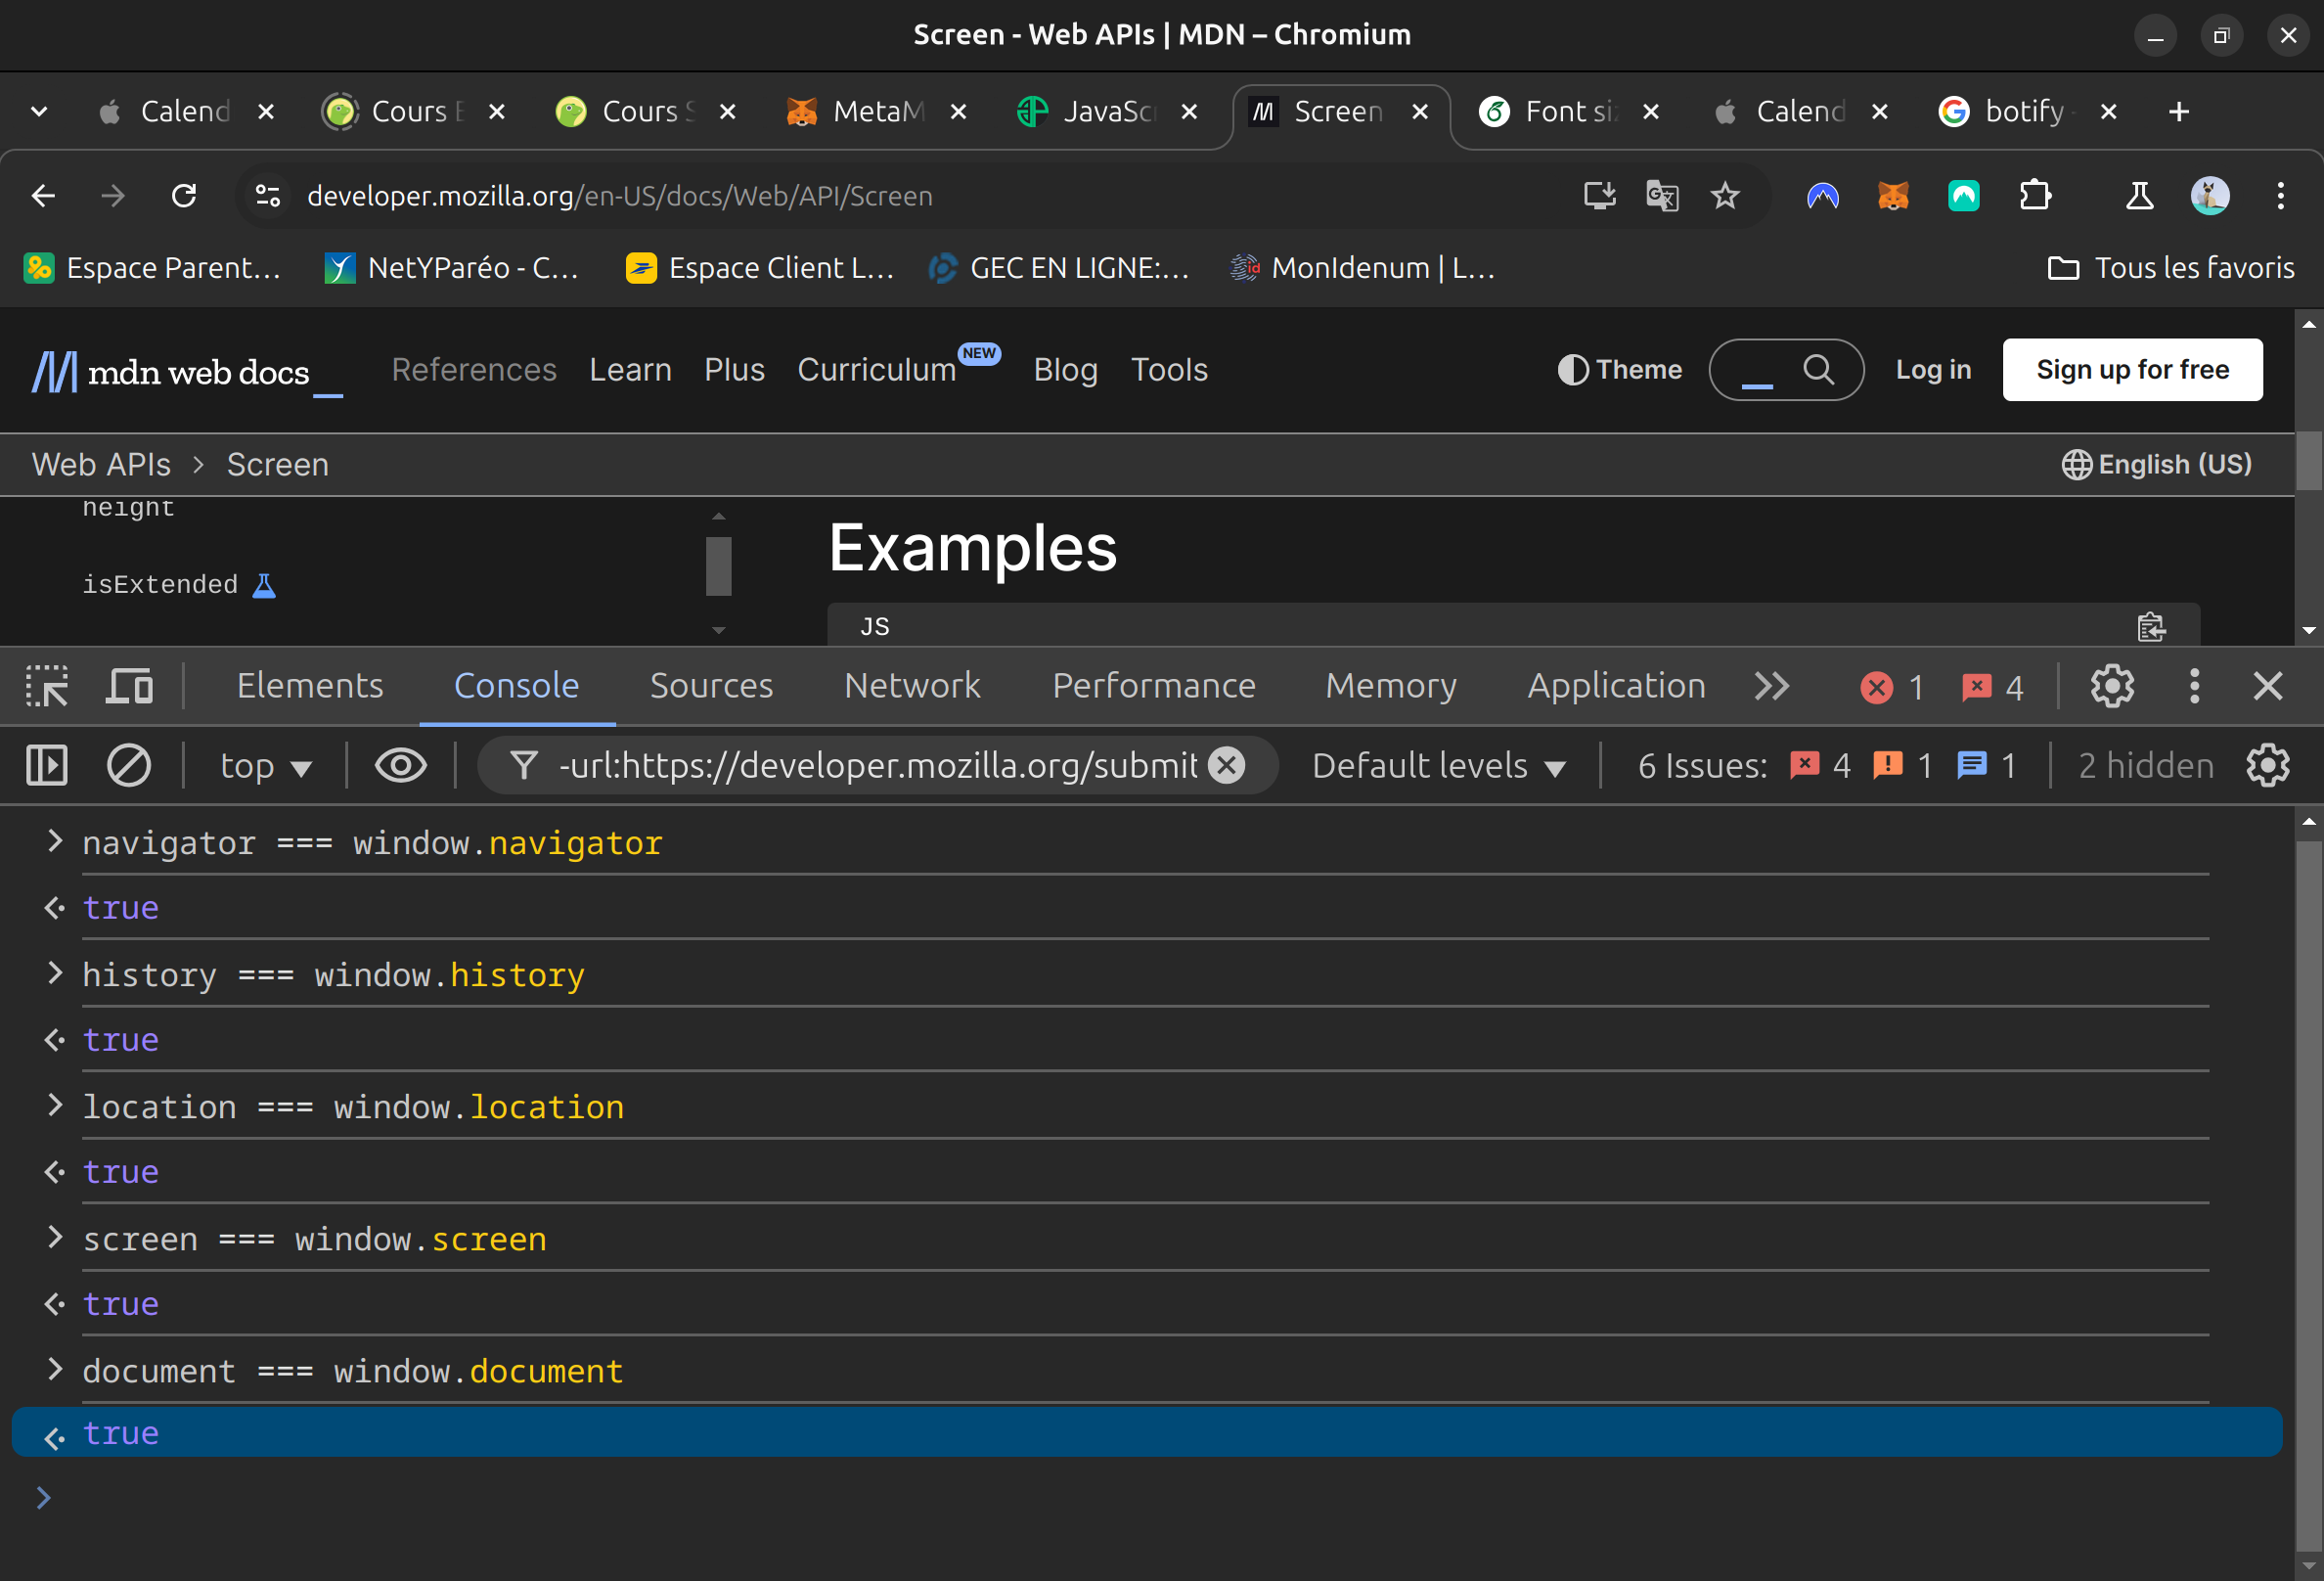 Screen - Web APIs | MDN – Chromium
Calend Cours E Cours S MetaM JavaSc Screen Font si Calend botify -
developer.mozilla.org/en-US/docs/Web/API/Screen
Espace Parent... NetYParéo - C... Espace Client L... GEC EN LIGNE:... MonIdenum | L... Tous les favoris
mdn web docs_ References Learn Plus Curriculum NEW Blog Tools Theme Log in Sign up for free
Web APIs > Screen English (US)
height
Examples
isExtended
JS
Elements Console Sources Network Performance Memory Application 1 4
top -url:https://developer.mozilla.org/submit Default levels 6 Issues: 4 1 1 2 hidden
> navigator === window.navigator
true
> history === window.history
true
> location === window.location
true
> screen === window.screen
true
> document === window.document
true
>